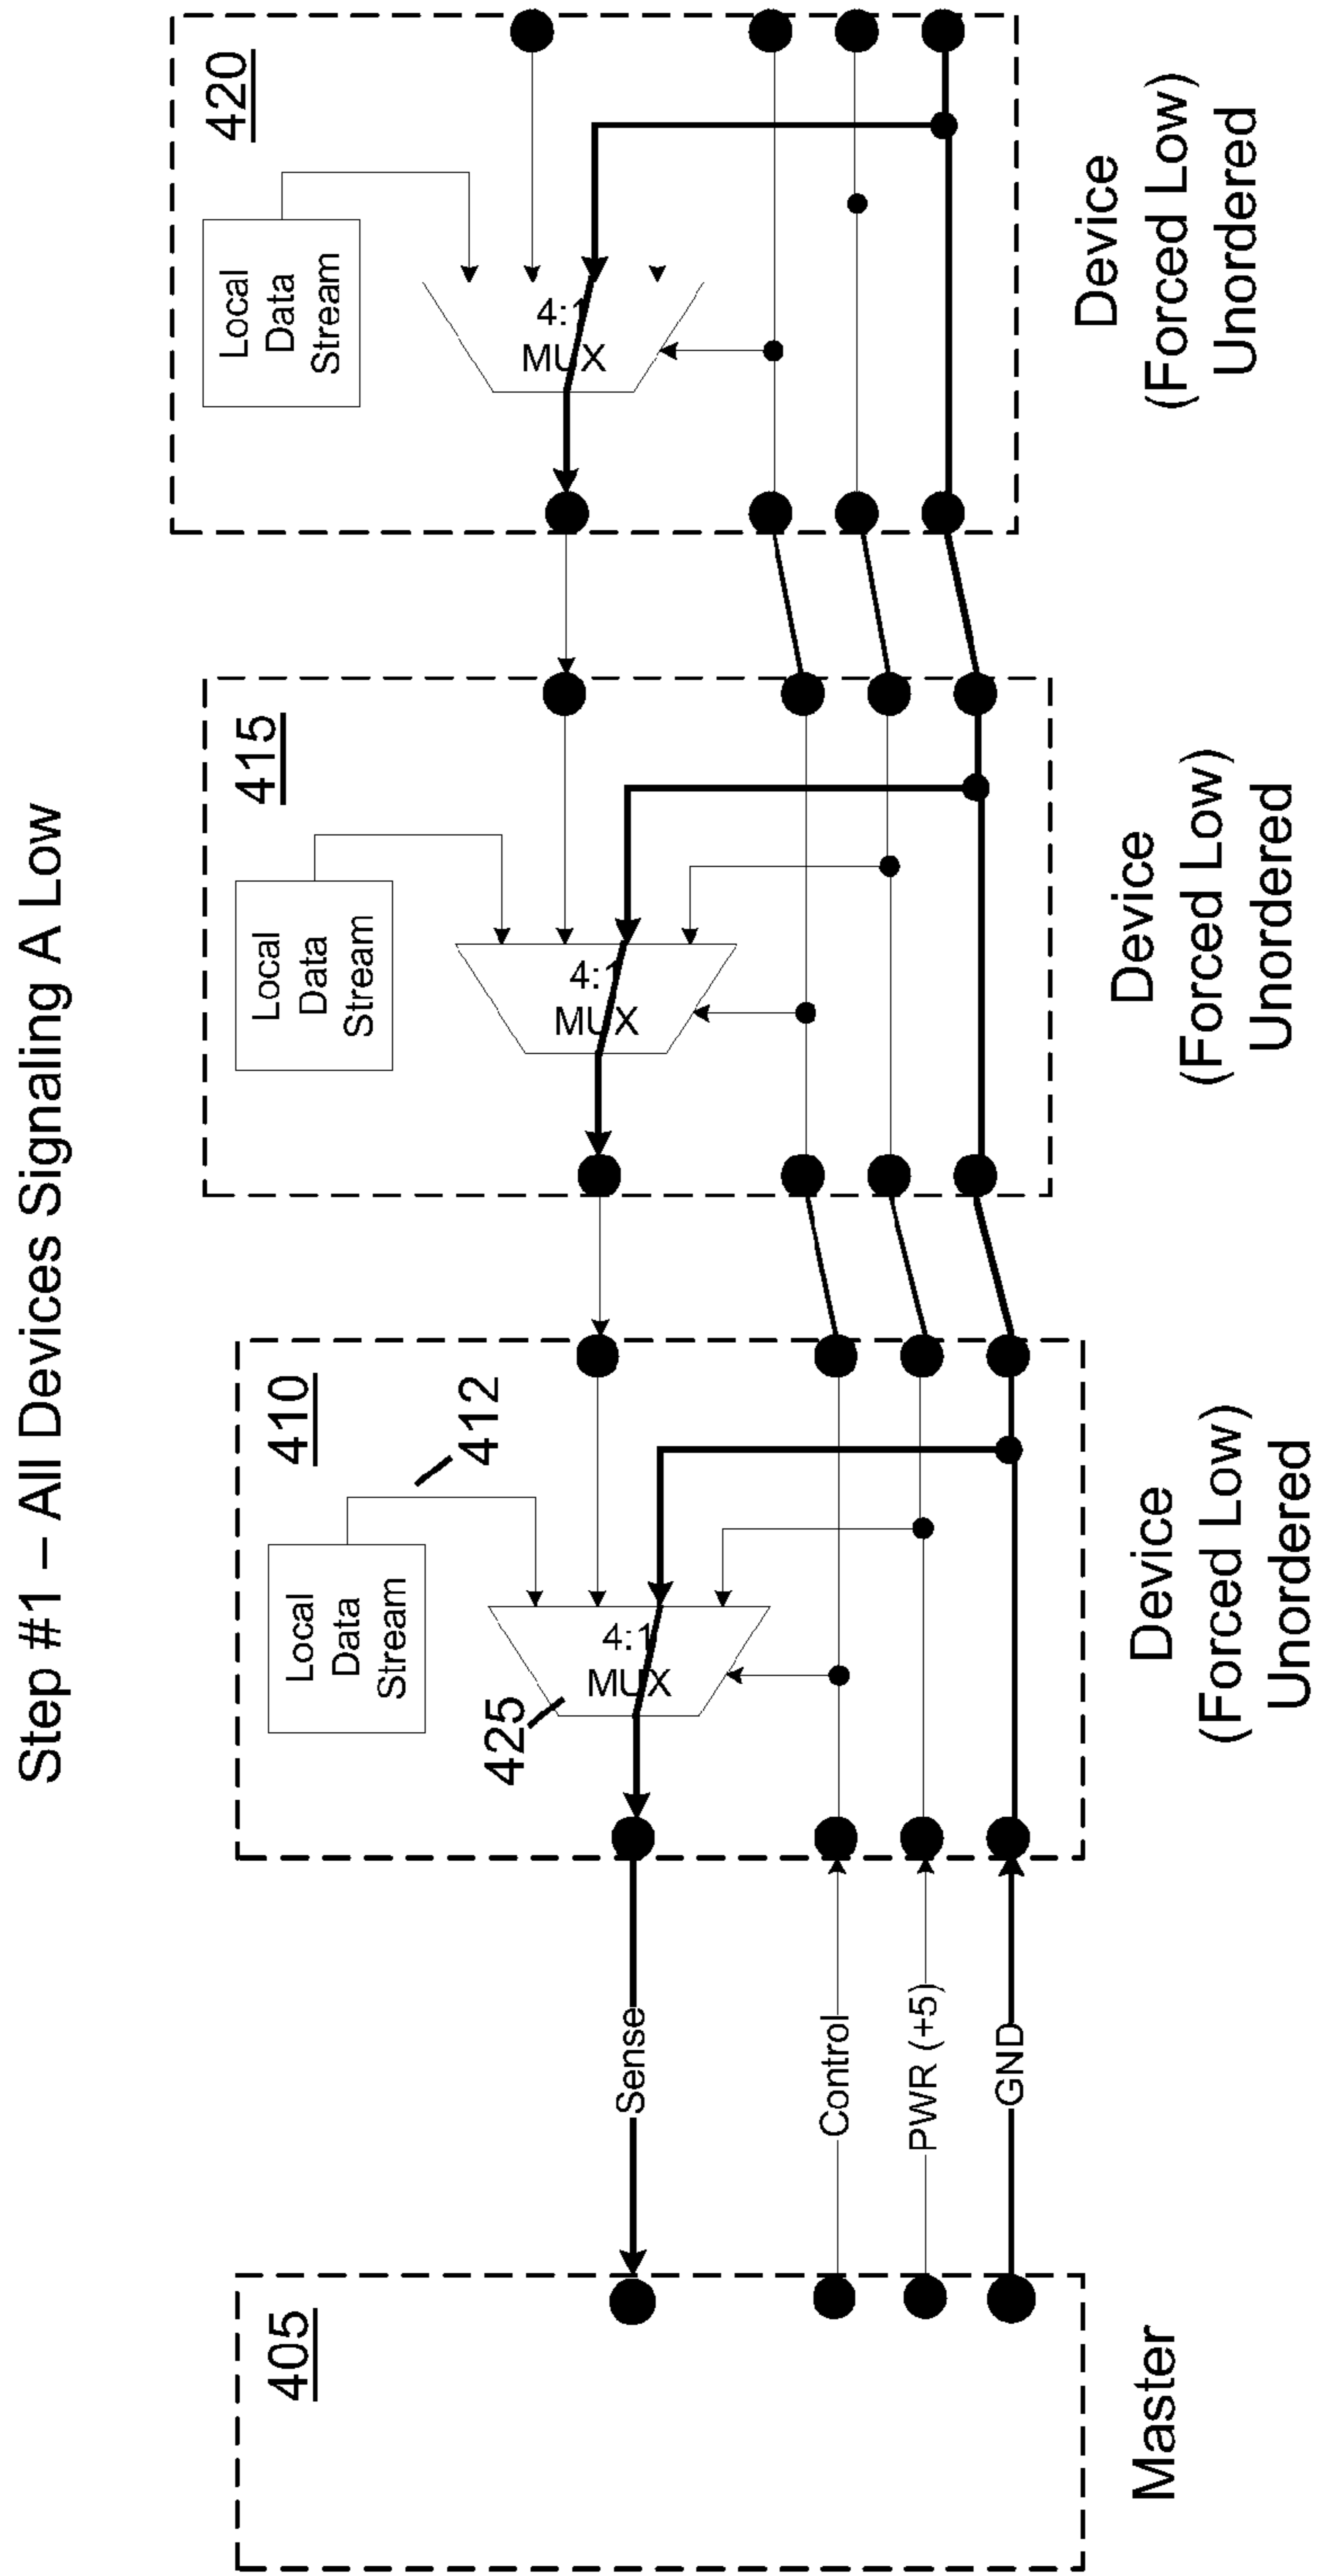 Step #1 – All Devices Signaling A Low
405
Master
Sense
Control
PWR (+5)
GND
410
412
Local
Data
Stream
425
4:1
MUX
Device
(Forced Low)
Unordered
415
Local
Data
Stream
4:1
MUX
Device
(Forced Low)
Unordered
420
Local
Data
Stream
4:1
MUX
Device
(Forced Low)
Unordered